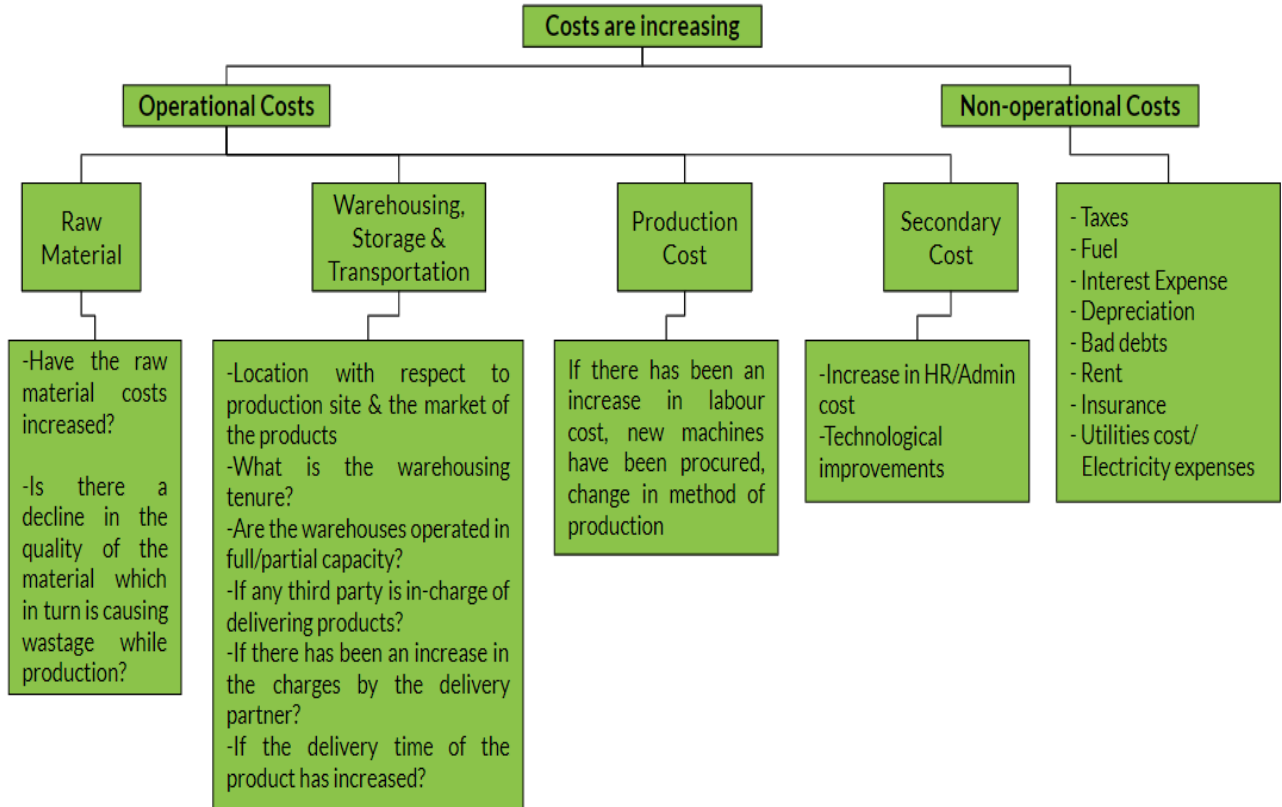 Costs are increasing
Operational Costs
Non-operational Costs
Raw
Material
Warehousing,
Storage &
Transportation
Production
Cost
Secondary
Cost
- Taxes
- Fuel
- Interest Expense
- Depreciation
- Bad debts
- Rent
- Insurance
- Utilities cost/
Electricity expenses
-Have the raw
material costs
increased?
-Is there a
decline in the
quality of the
material which
in turn is causing
wastage while
production?
-Location with respect to
production site & the market of
the products
-What is the warehousing
tenure?
-Are the warehouses operated in
full/partial capacity?
-If any third party is in-charge of
delivering products?
-If there has been an increase in
the charges by the delivery
partner?
-If the delivery time of the
product has increased?
If there has been an
increase in labour
cost, new machines
have been procured,
change in method of
production
-Increase in HR/Admin
cost
-Technological
improvements